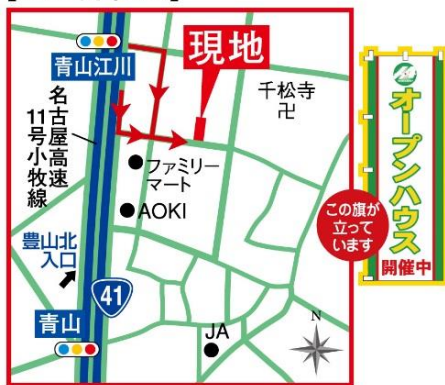 青山江川
現地
千松寺
卍
名古屋高速
11号小牧線
ファミリー
マート
AOKI
豊山北
入口
41
青山
JA
N
オープンハウス
開催中
この旗が
立って
います